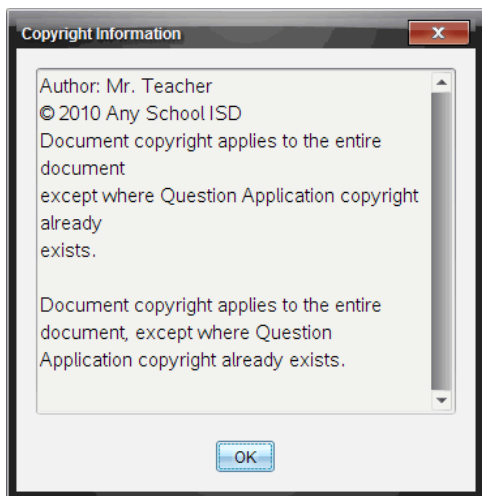 Copyright Information
x
Author: Mr. Teacher
© 2010 Any School ISD
Document copyright applies to the entire
document
except where Question Application copyright
already
exists.
Document copyright applies to the entire
document, except where Question
Application copyright already exists.
OK